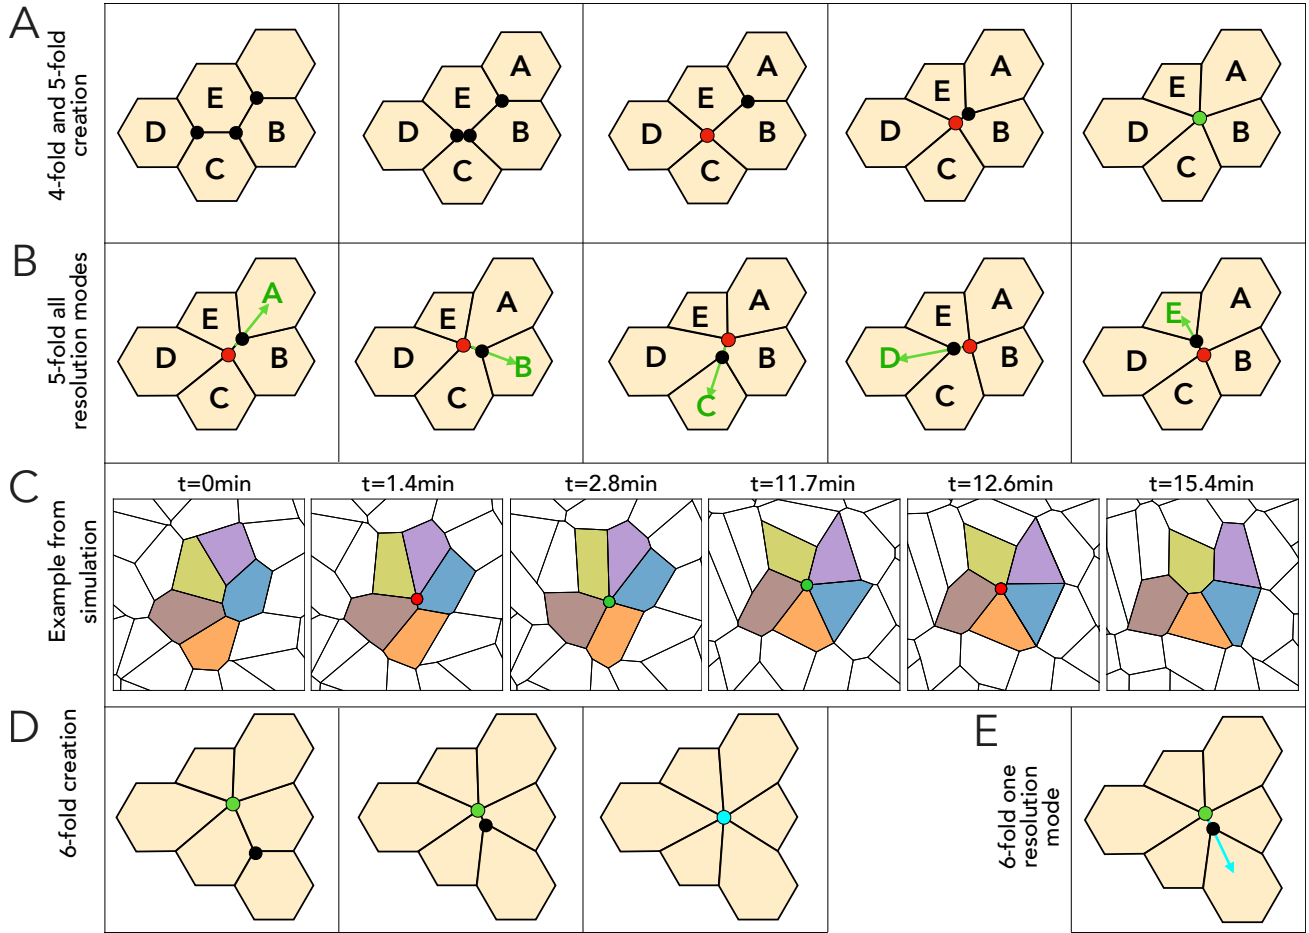 A
4-fold and 5-fold
creation
E
D
B
C
A
E
D
B
C
A
E
D
B
C
A
E
D
B
C
A
E
D
B
C
B
5-fold all
resolution modes
A
E
D
B
C
A
E
D
B
C
A
E
D
B
C
A
E
D
B
C
A
E
D
B
C
C
Example from
simulation
t=0min
t=1.4min
t=2.8min
t=11.7min
t=12.6min
t=15.4min
D
6-fold creation
E
6-fold one
resolution
mode